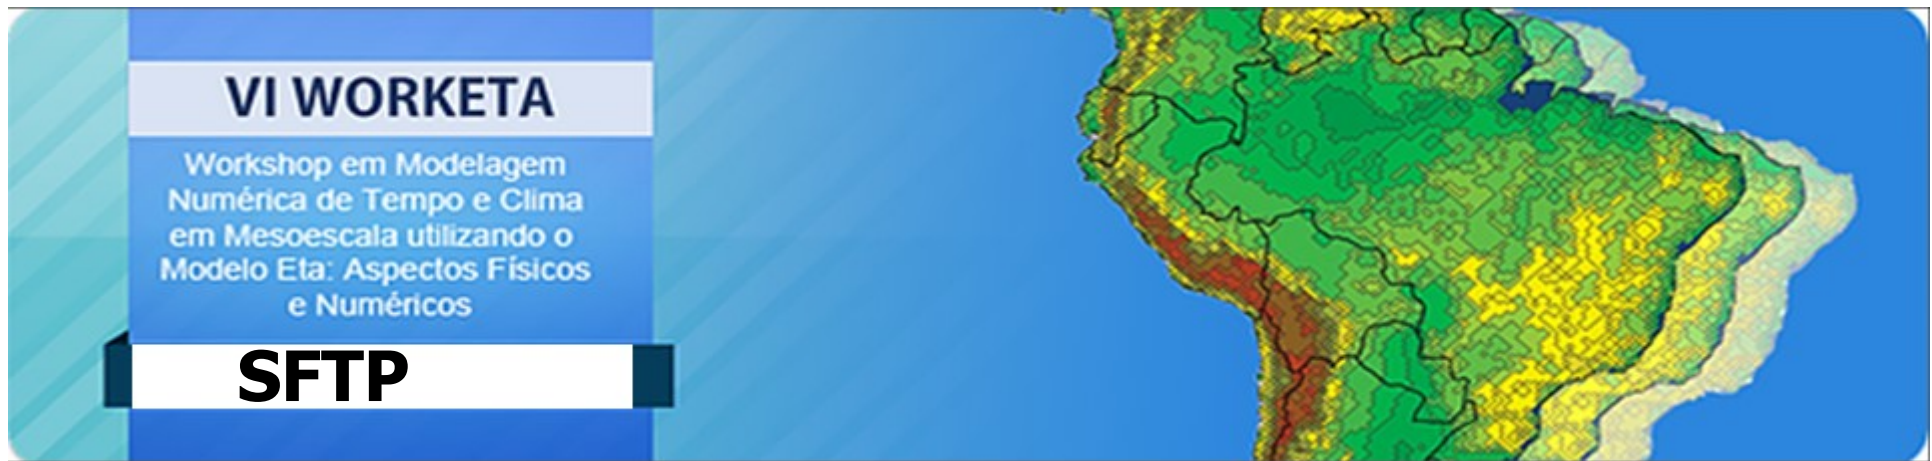 VI WORKETA
Workshop em Modelagem
Numérica de Tempo e Clima
em Mesoescala utilizando o
Modelo Eta: Aspectos Físicos
e Numéricos
SFTP